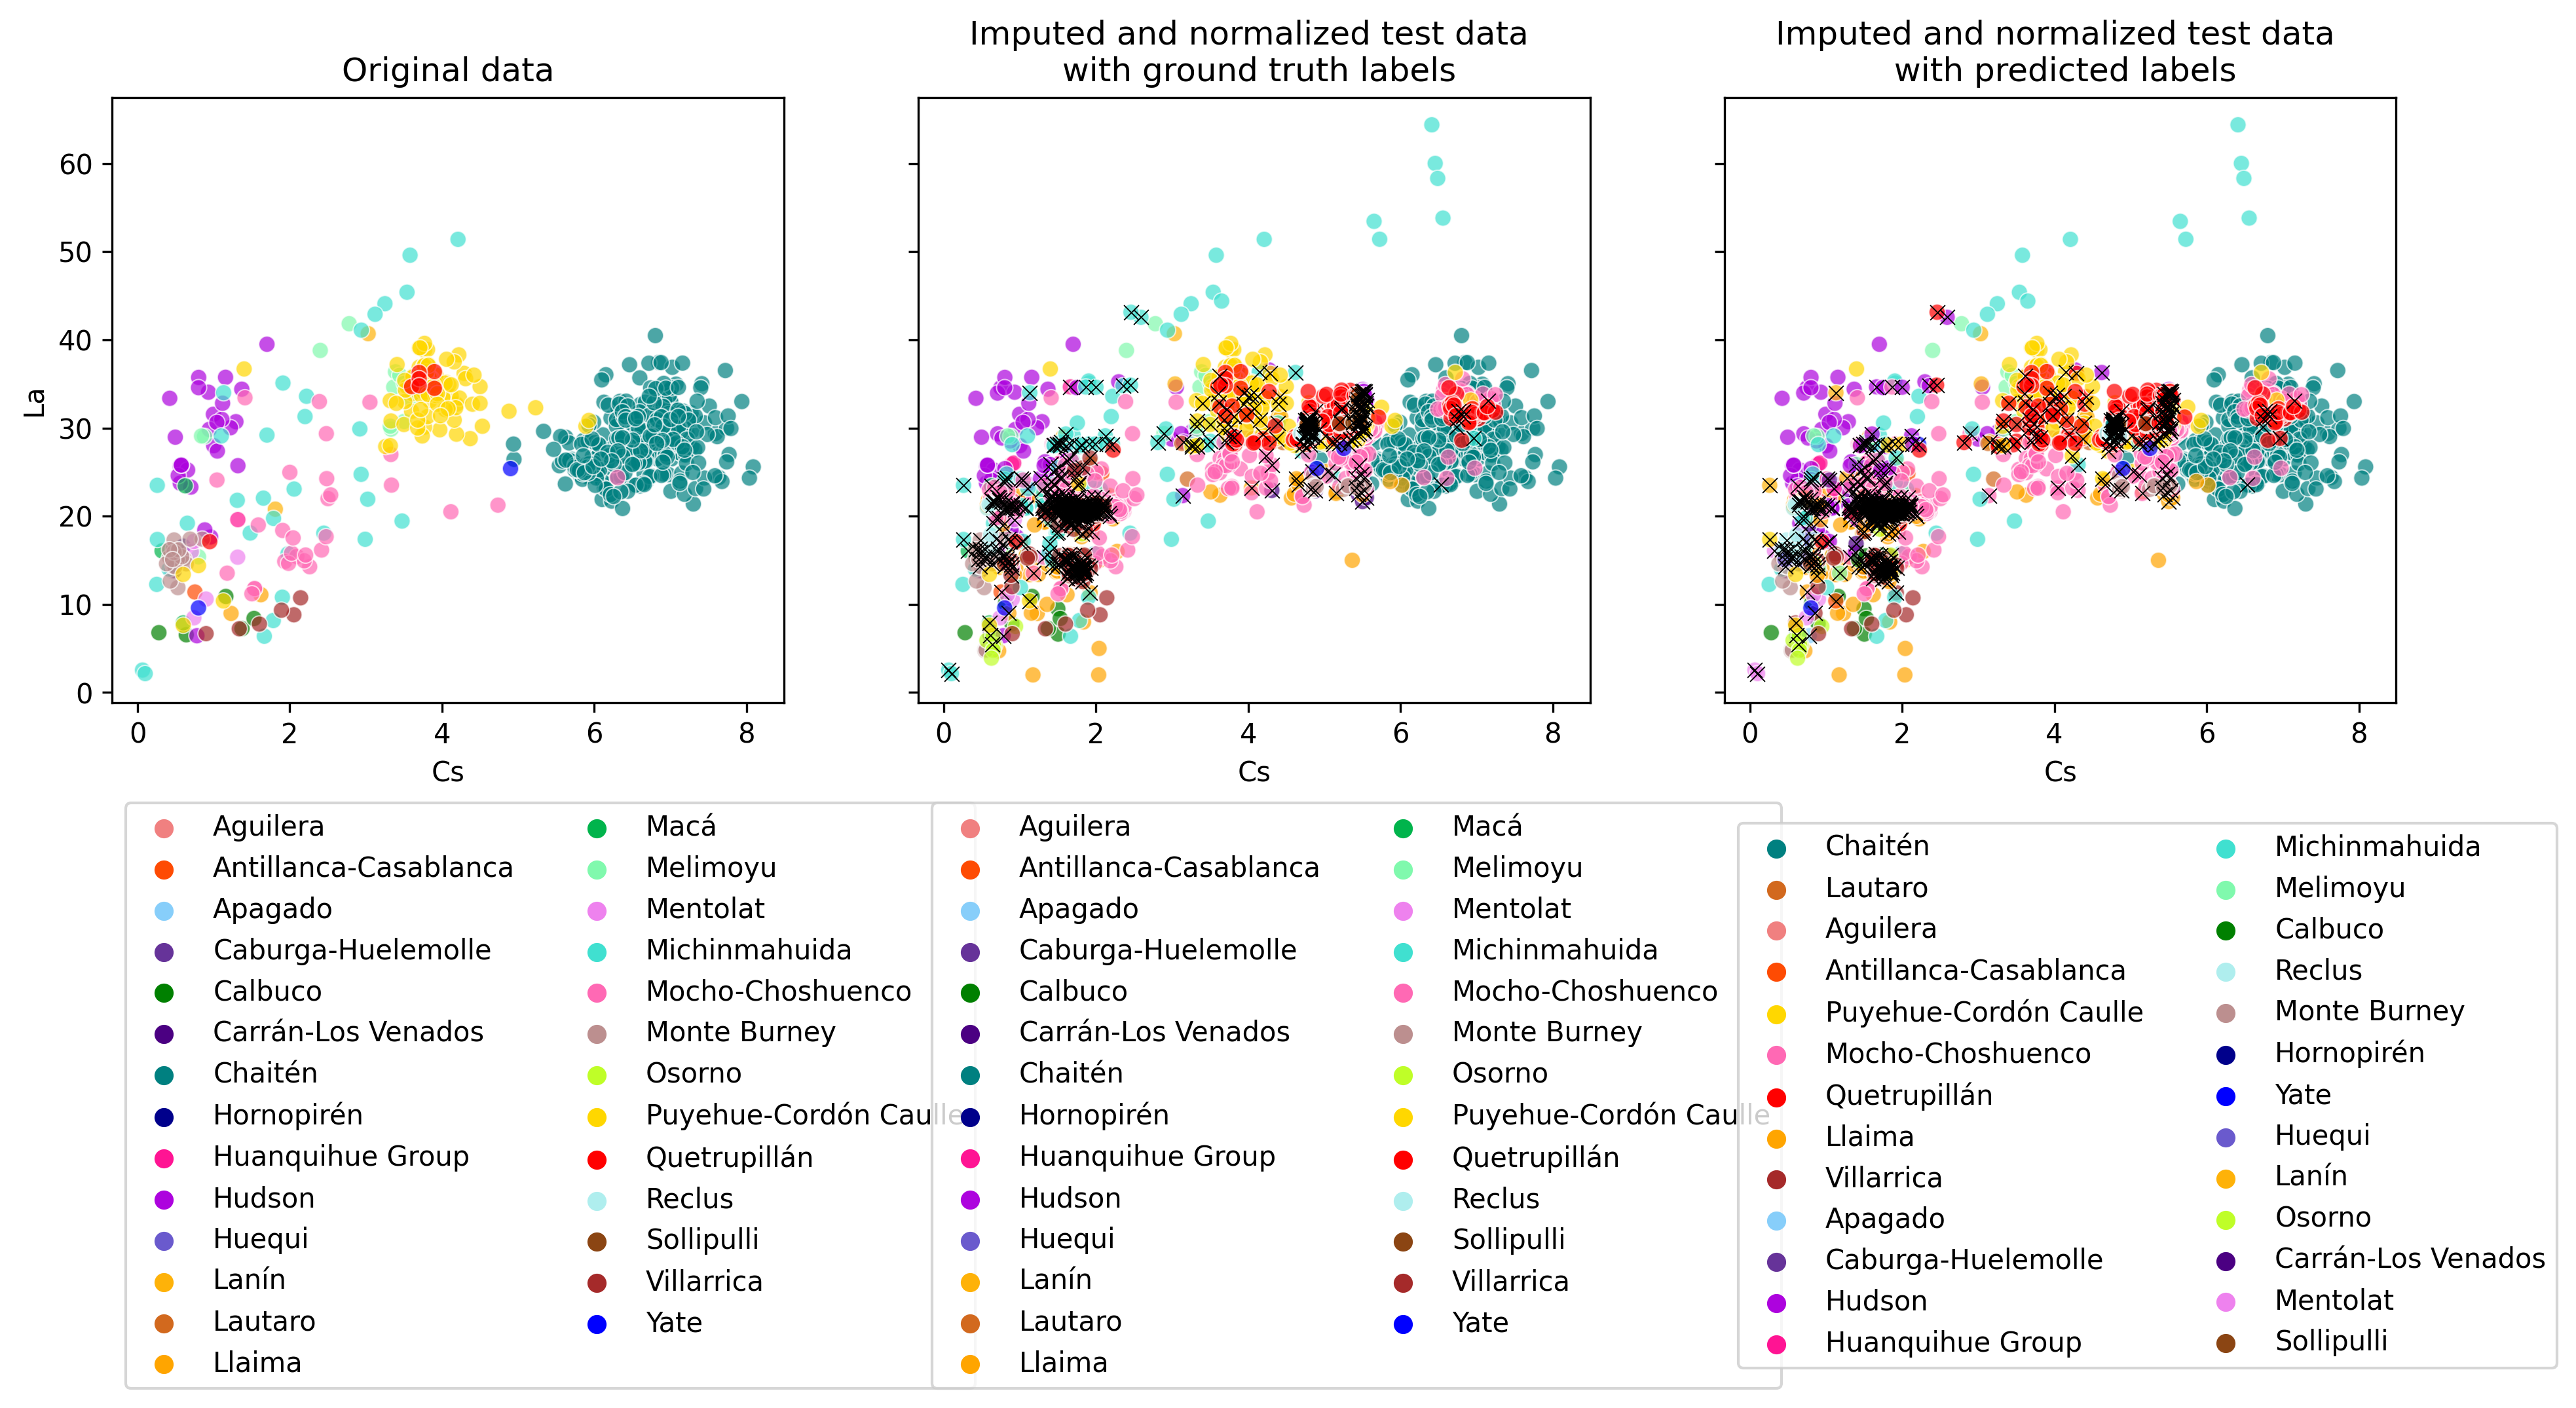 Original data
Imputed and normalized test data
with ground truth labels
Imputed and normalized test data
with predicted labels
La
60
50
40
30
20
10
0
0 2 4 6 8
Cs
0 2 4 6 8
Cs
0 2 4 6 8
Cs
Aguilera
Antillanca-Casablanca
Apagado
Caburga-Huelemolle
Calbuco
Carrán-Los Venados
Chaitén
Hornopirén
Huanquihue Group
Hudson
Huequi
Lanín
Lautaro
Llaima
Macá
Melimoyu
Mentolat
Michinmahuida
Mocho-Choshuenco
Monte Burney
Osorno
Puyehue-Cordón Caulle
Quetrupillán
Reclus
Sollipulli
Villarrica
Yate
Aguilera
Antillanca-Casablanca
Apagado
Caburga-Huelemolle
Calbuco
Carrán-Los Venados
Chaitén
Hornopirén
Huanquihue Group
Hudson
Huequi
Lanín
Lautaro
Llaima
Macá
Melimoyu
Mentolat
Michinmahuida
Mocho-Choshuenco
Monte Burney
Osorno
Puyehue-Cordón Caulle
Quetrupillán
Reclus
Sollipulli
Villarrica
Yate
Chaitén
Lautaro
Aguilera
Antillanca-Casablanca
Puyehue-Cordón Caulle
Mocho-Choshuenco
Quetrupillán
Llaima
Villarrica
Apagado
Caburga-Huelemolle
Hudson
Huanquihue Group
Michinmahuida
Melimoyu
Calbuco
Reclus
Monte Burney
Hornopirén
Yate
Huequi
Lanín
Osorno
Carrán-Los Venados
Mentolat
Sollipulli